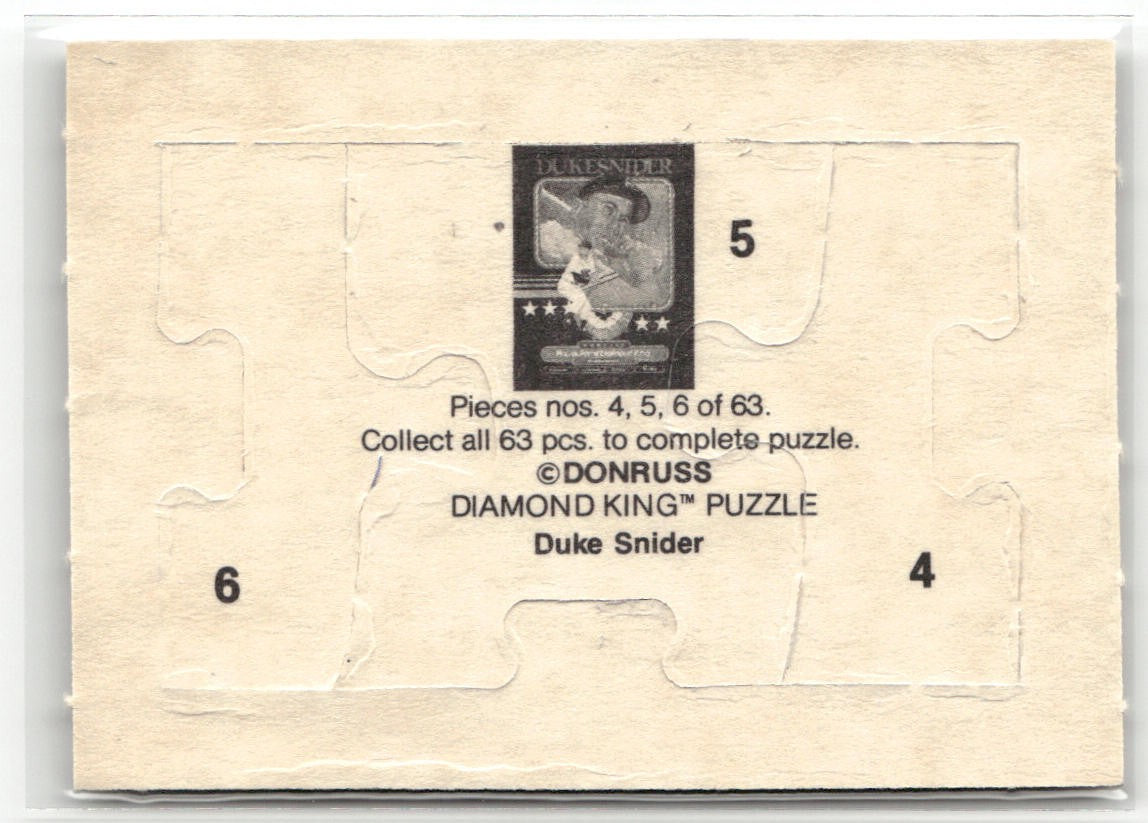 DUKE SNIDER
5
Pieces nos. 4, 5, 6 of 63.
Collect all 63 pcs. to complete puzzle.
©DONRUSS
DIAMOND KING™ PUZZLE
Duke Snider
6
4